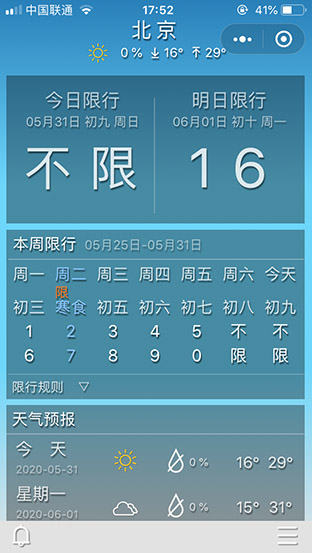 中国联通 17:52 41%
北京
0% 16° 29°
今日限行 明日限行
05月31日 初九 周日 06月01日 初十 周一
不限 16
本周限行 05月25日-05月31日
周一 周二 周三 周四 周五 周六 今天
限
初三 寒食 初五 初六 初七 初八 初九
1 2 3 4 5 不 不
6 7 8 9 0 限 限
限行规则
天气预报
今天 0% 16° 29°
2020-05-31
星期一 0% 15° 31°
2020-06-01